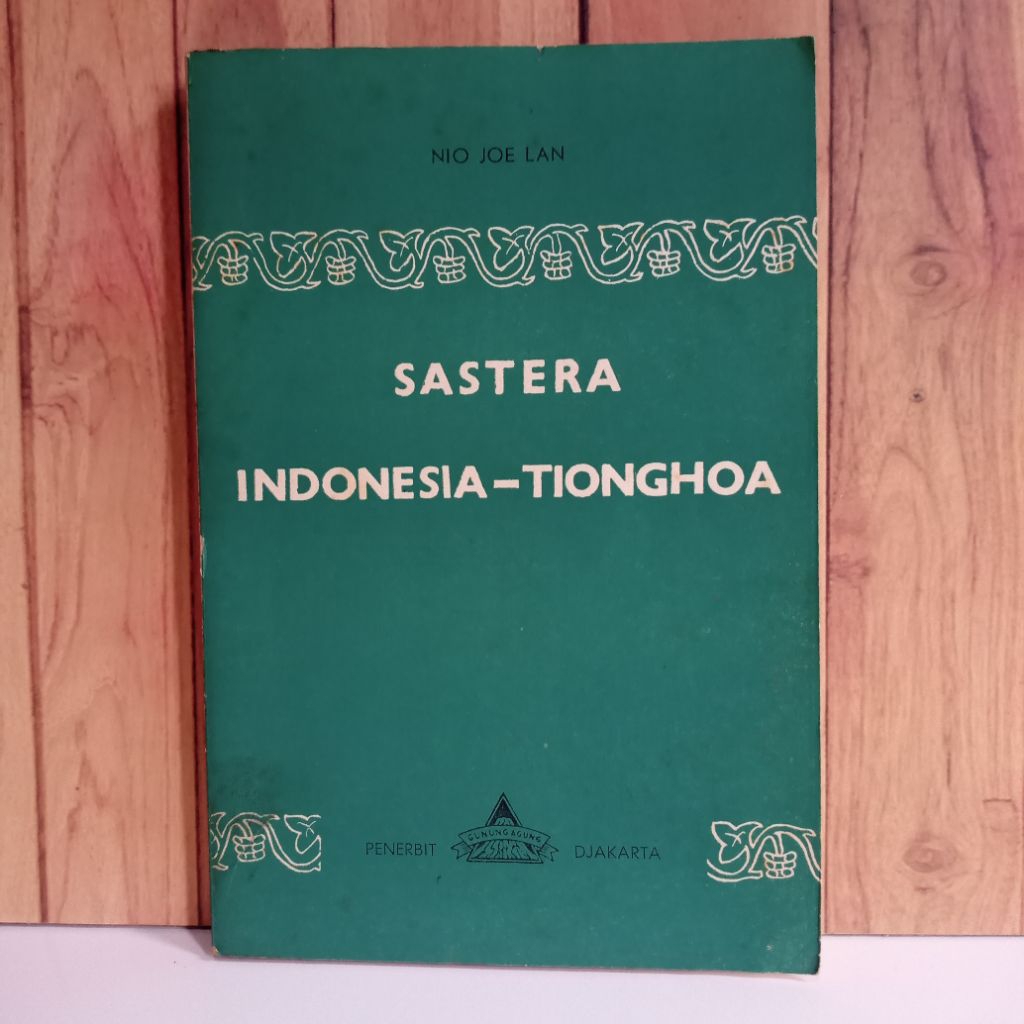 NIO JOE LAN
SASTERA
INDONESIA–TIONGHOA
PENERBIT GUNUNG AGUNG DJAKARTA